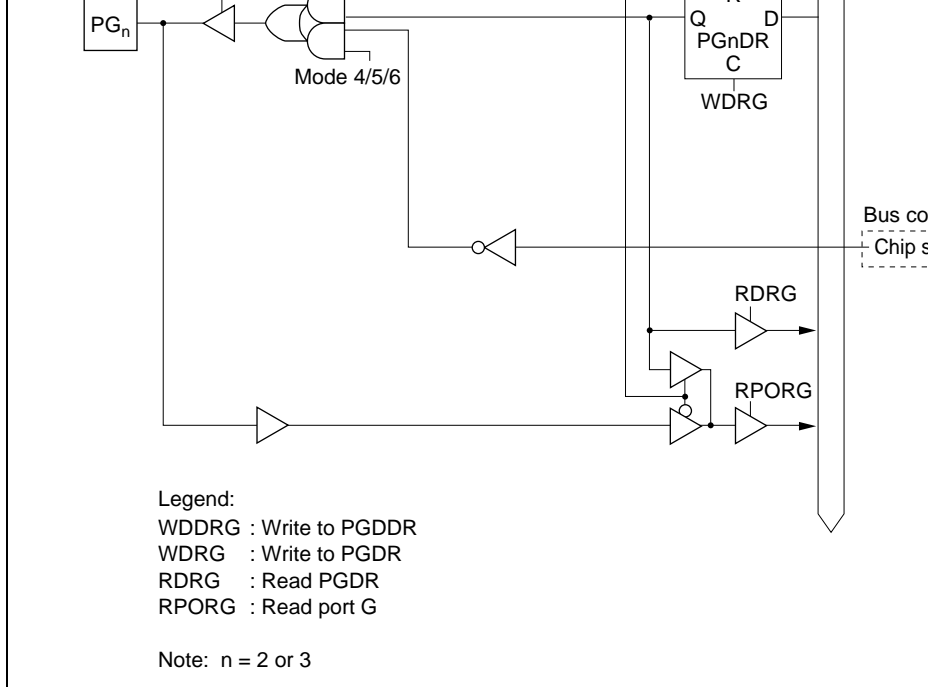 PGn
Q D
PGnDR
C
WDRG
Mode 4/5/6
Bus
Chip
RDRG
RPORG
Legend:
WDDRG : Write to PGDDR
WDRG : Write to PGDR
RDRG : Read PGDR
RPORG : Read port G
Note: n = 2 or 3